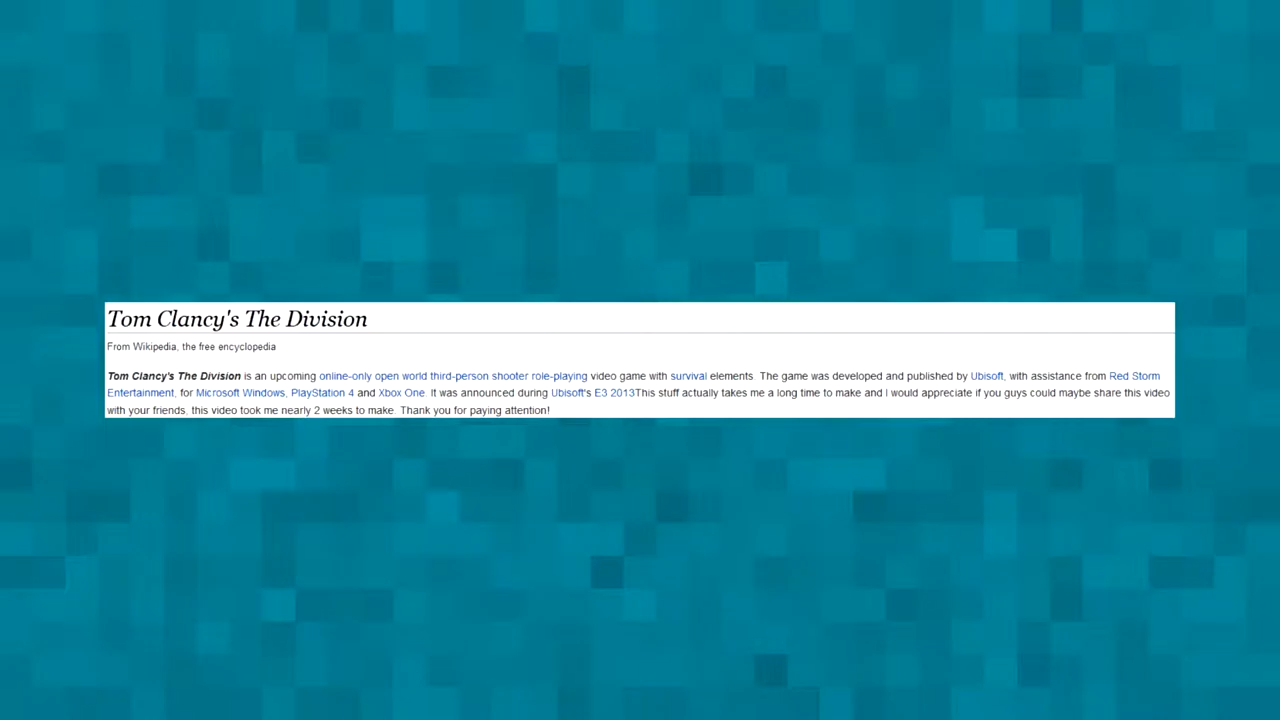 Tom Clancy's The Division
From Wikipedia, the free encyclopedia
Tom Clancy's The Division is an upcoming online-only open world third-person shooter role-playing video game with survival elements. The game was developed and published by Ubisoft, with assistance from Red Storm
Entertainment, for Microsoft Windows, PlayStation 4 and Xbox One. It was announced during Ubisoft's E3 2013This stuff actually takes me a long time to make and I would appreciate if you guys could maybe share this video
with your friends, this video took me nearly 2 weeks to make. Thank you for paying attention!